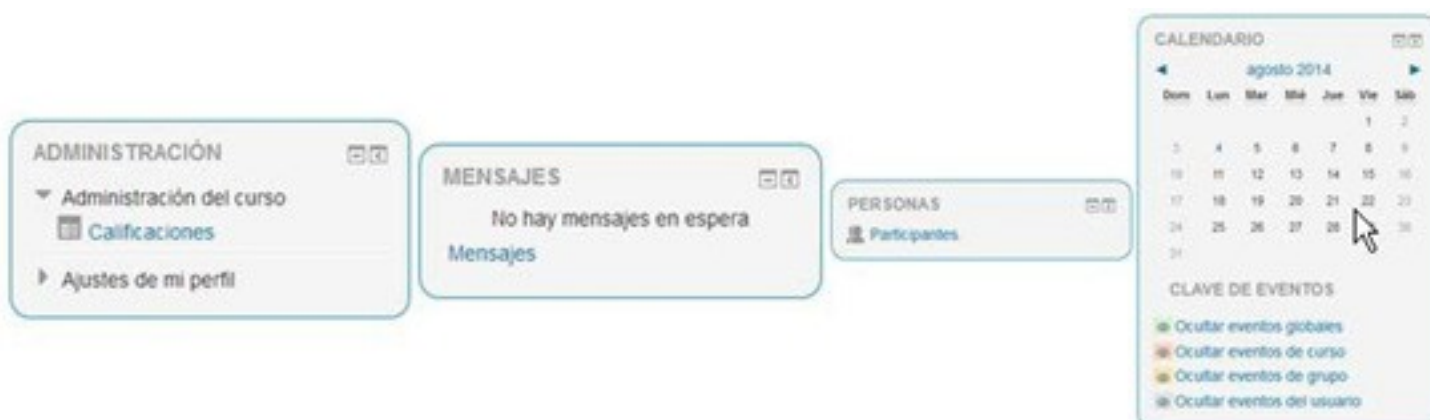 ADMINISTRACIÓN
Administración del curso
Calificaciones
Ajustes de mi perfil
MENSAJES
No hay mensajes en espera
Mensajes
PERSONAS
Participantes
CALENDARIO
agosto 2014
Dom Lun Mar Mié Jue Vie Sáb
1 2
3 4 5 6 7 8 9
10 11 12 13 14 15 16
17 18 19 20 21 22 23
24 25 26 27 28 30
31
CLAVE DE EVENTOS
Ocultar eventos globales
Ocultar eventos de curso
Ocultar eventos de grupo
Ocultar eventos del usuario